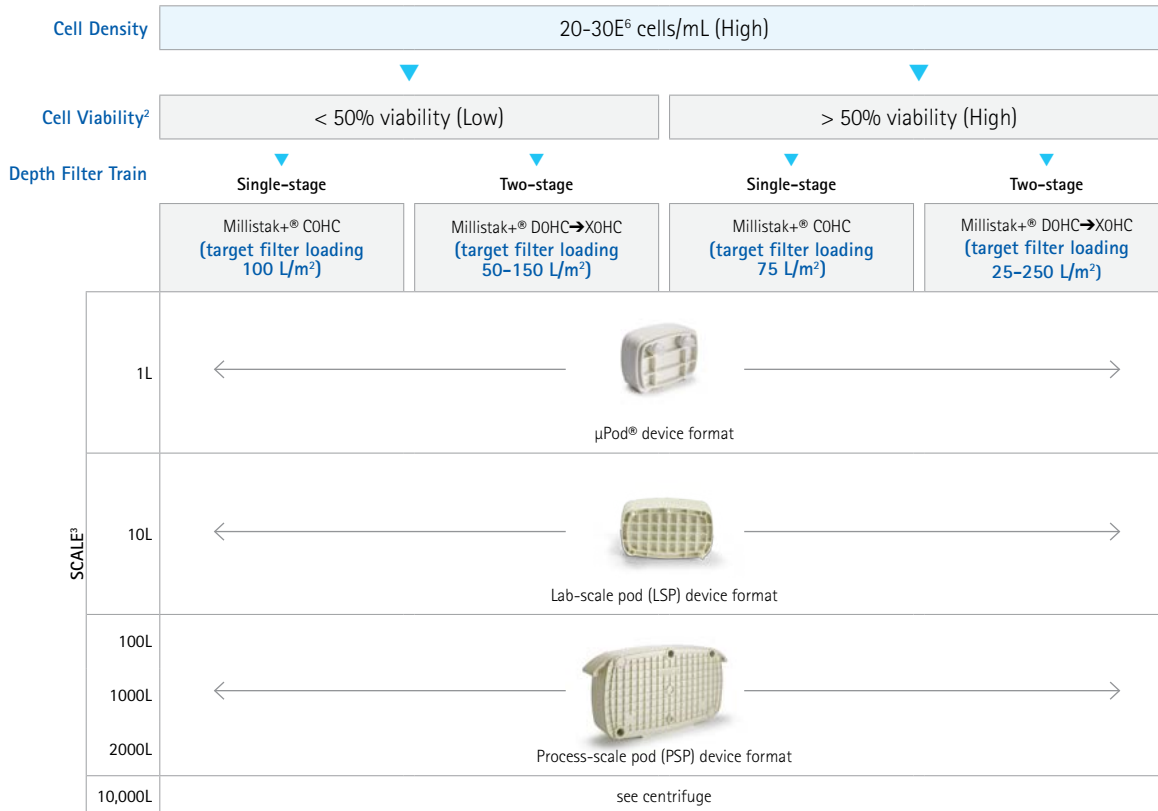 Cell Density
20-30E⁶ cells/mL (High)
Cell Viability²
< 50% viability (Low)
> 50% viability (High)
Depth Filter Train
Single-stage
Two-stage
Single-stage
Two-stage
Millistak+® C0HC
(target filter loading
100 L/m²)
Millistak+® D0HC➔X0HC
(target filter loading
50-150 L/m²)
Millistak+® C0HC
(target filter loading
75 L/m²)
Millistak+® D0HC➔X0HC
(target filter loading
25-250 L/m²)
SCALE³
1L
µPod® device format
10L
Lab-scale pod (LSP) device format
100L
1000L
2000L
Process-scale pod (PSP) device format
10,000L
see centrifuge